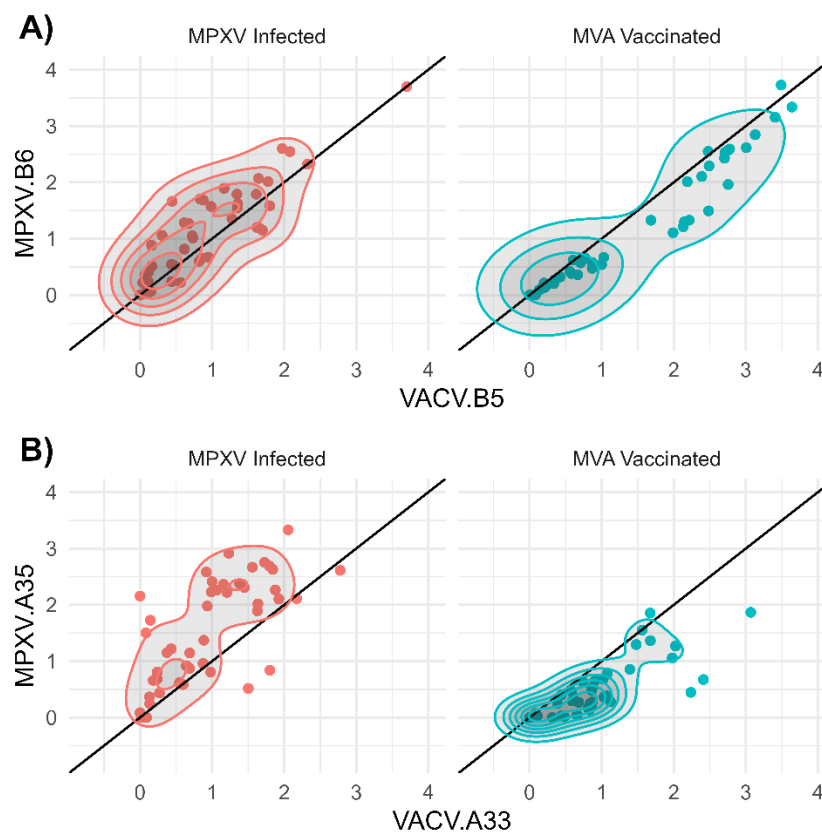 A)
MPXV Infected
MVA Vaccinated
MPXV.B6
4
3
2
1
0
0 1 2 3 4
0 1 2 3 4
VACV.B5
B)
MPXV Infected
MVA Vaccinated
MPXV.A35
4
3
2
1
0
0 1 2 3 4
0 1 2 3 4
VACV.A33